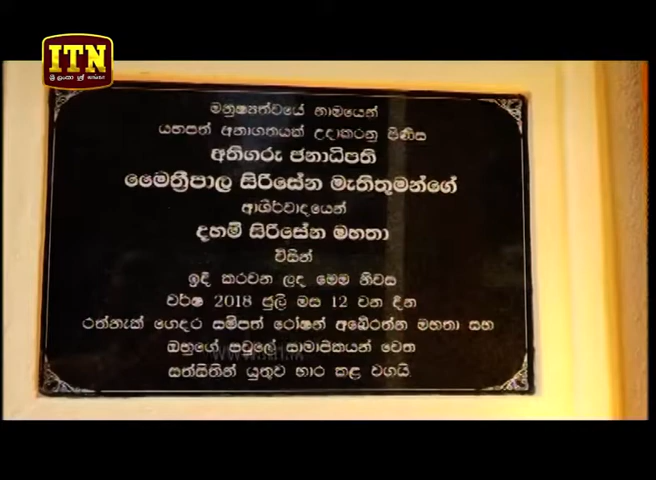 ITN
ශ්‍රී ලංකා අපේ නාලිකාව
මනුෂ්‍යත්වයේ නාමයෙන්
යහපත් අනාගතයක් උදාකරනු පිණිස
අතිගරු ජනාධිපති
මෛත්‍රීපාල සිරිසේන මැතිතුමන්ගේ
ආශිර්වාදයෙන්
දහම් සිරිසේන මහතා
විසින්
ඉදි කරවන ලද මෙම නිවස
වර්ෂ 2018 ජූලි මස 12 වන දින
රත්නැක් ගෙදර සම්පත් රෝෂන් අබේරත්න මහතා සහ
ඔහුගේ පවුලේ සාමාජිකයන් වෙත
සත්සිතින් යුතුව භාර කළ වගයි